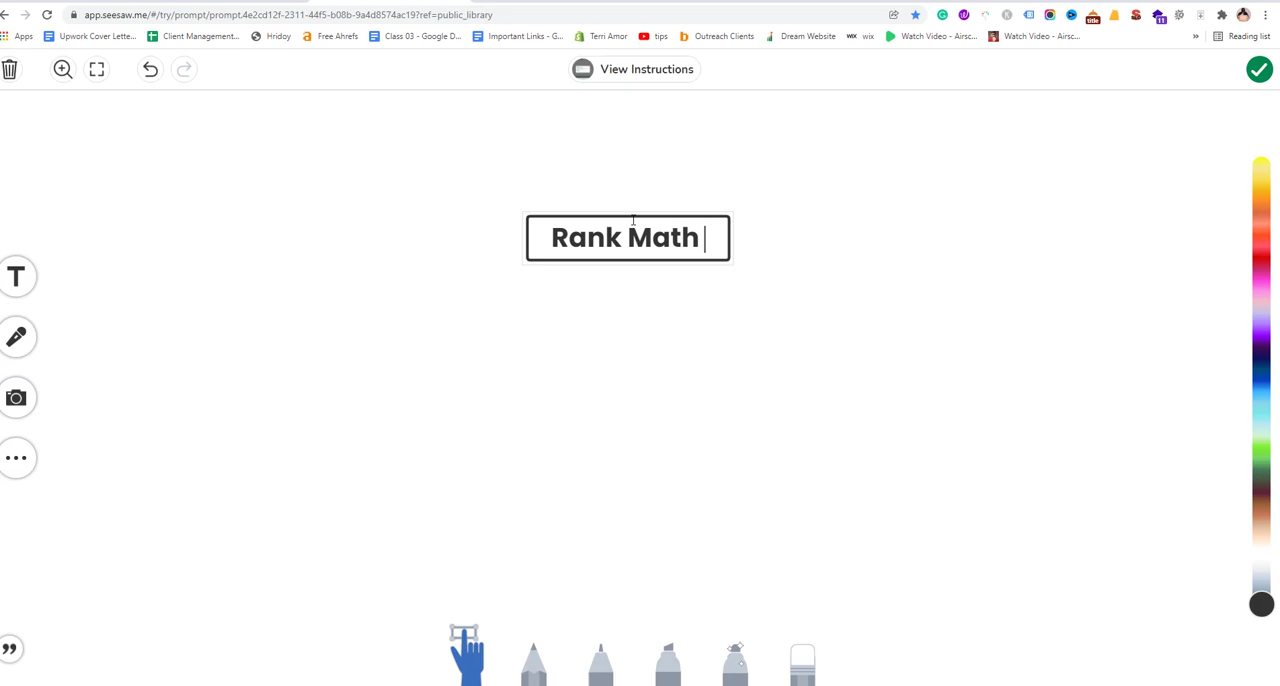 app.seesaw.me/#/try/prompt/prompt.4e2cd12f-2311-44f5-b08b-9a4d8574ac19?ref=public_library
Apps Upwork Cover Lette... Client Management... Hridoy Free Ahrefs Class 03 - Google D... Important Links - G... Terri Amor tips Outreach Clients Dream Website WIX wix Watch Video - Airsc... Watch Video - Airsc... » Reading list
View Instructions
Rank Math
T